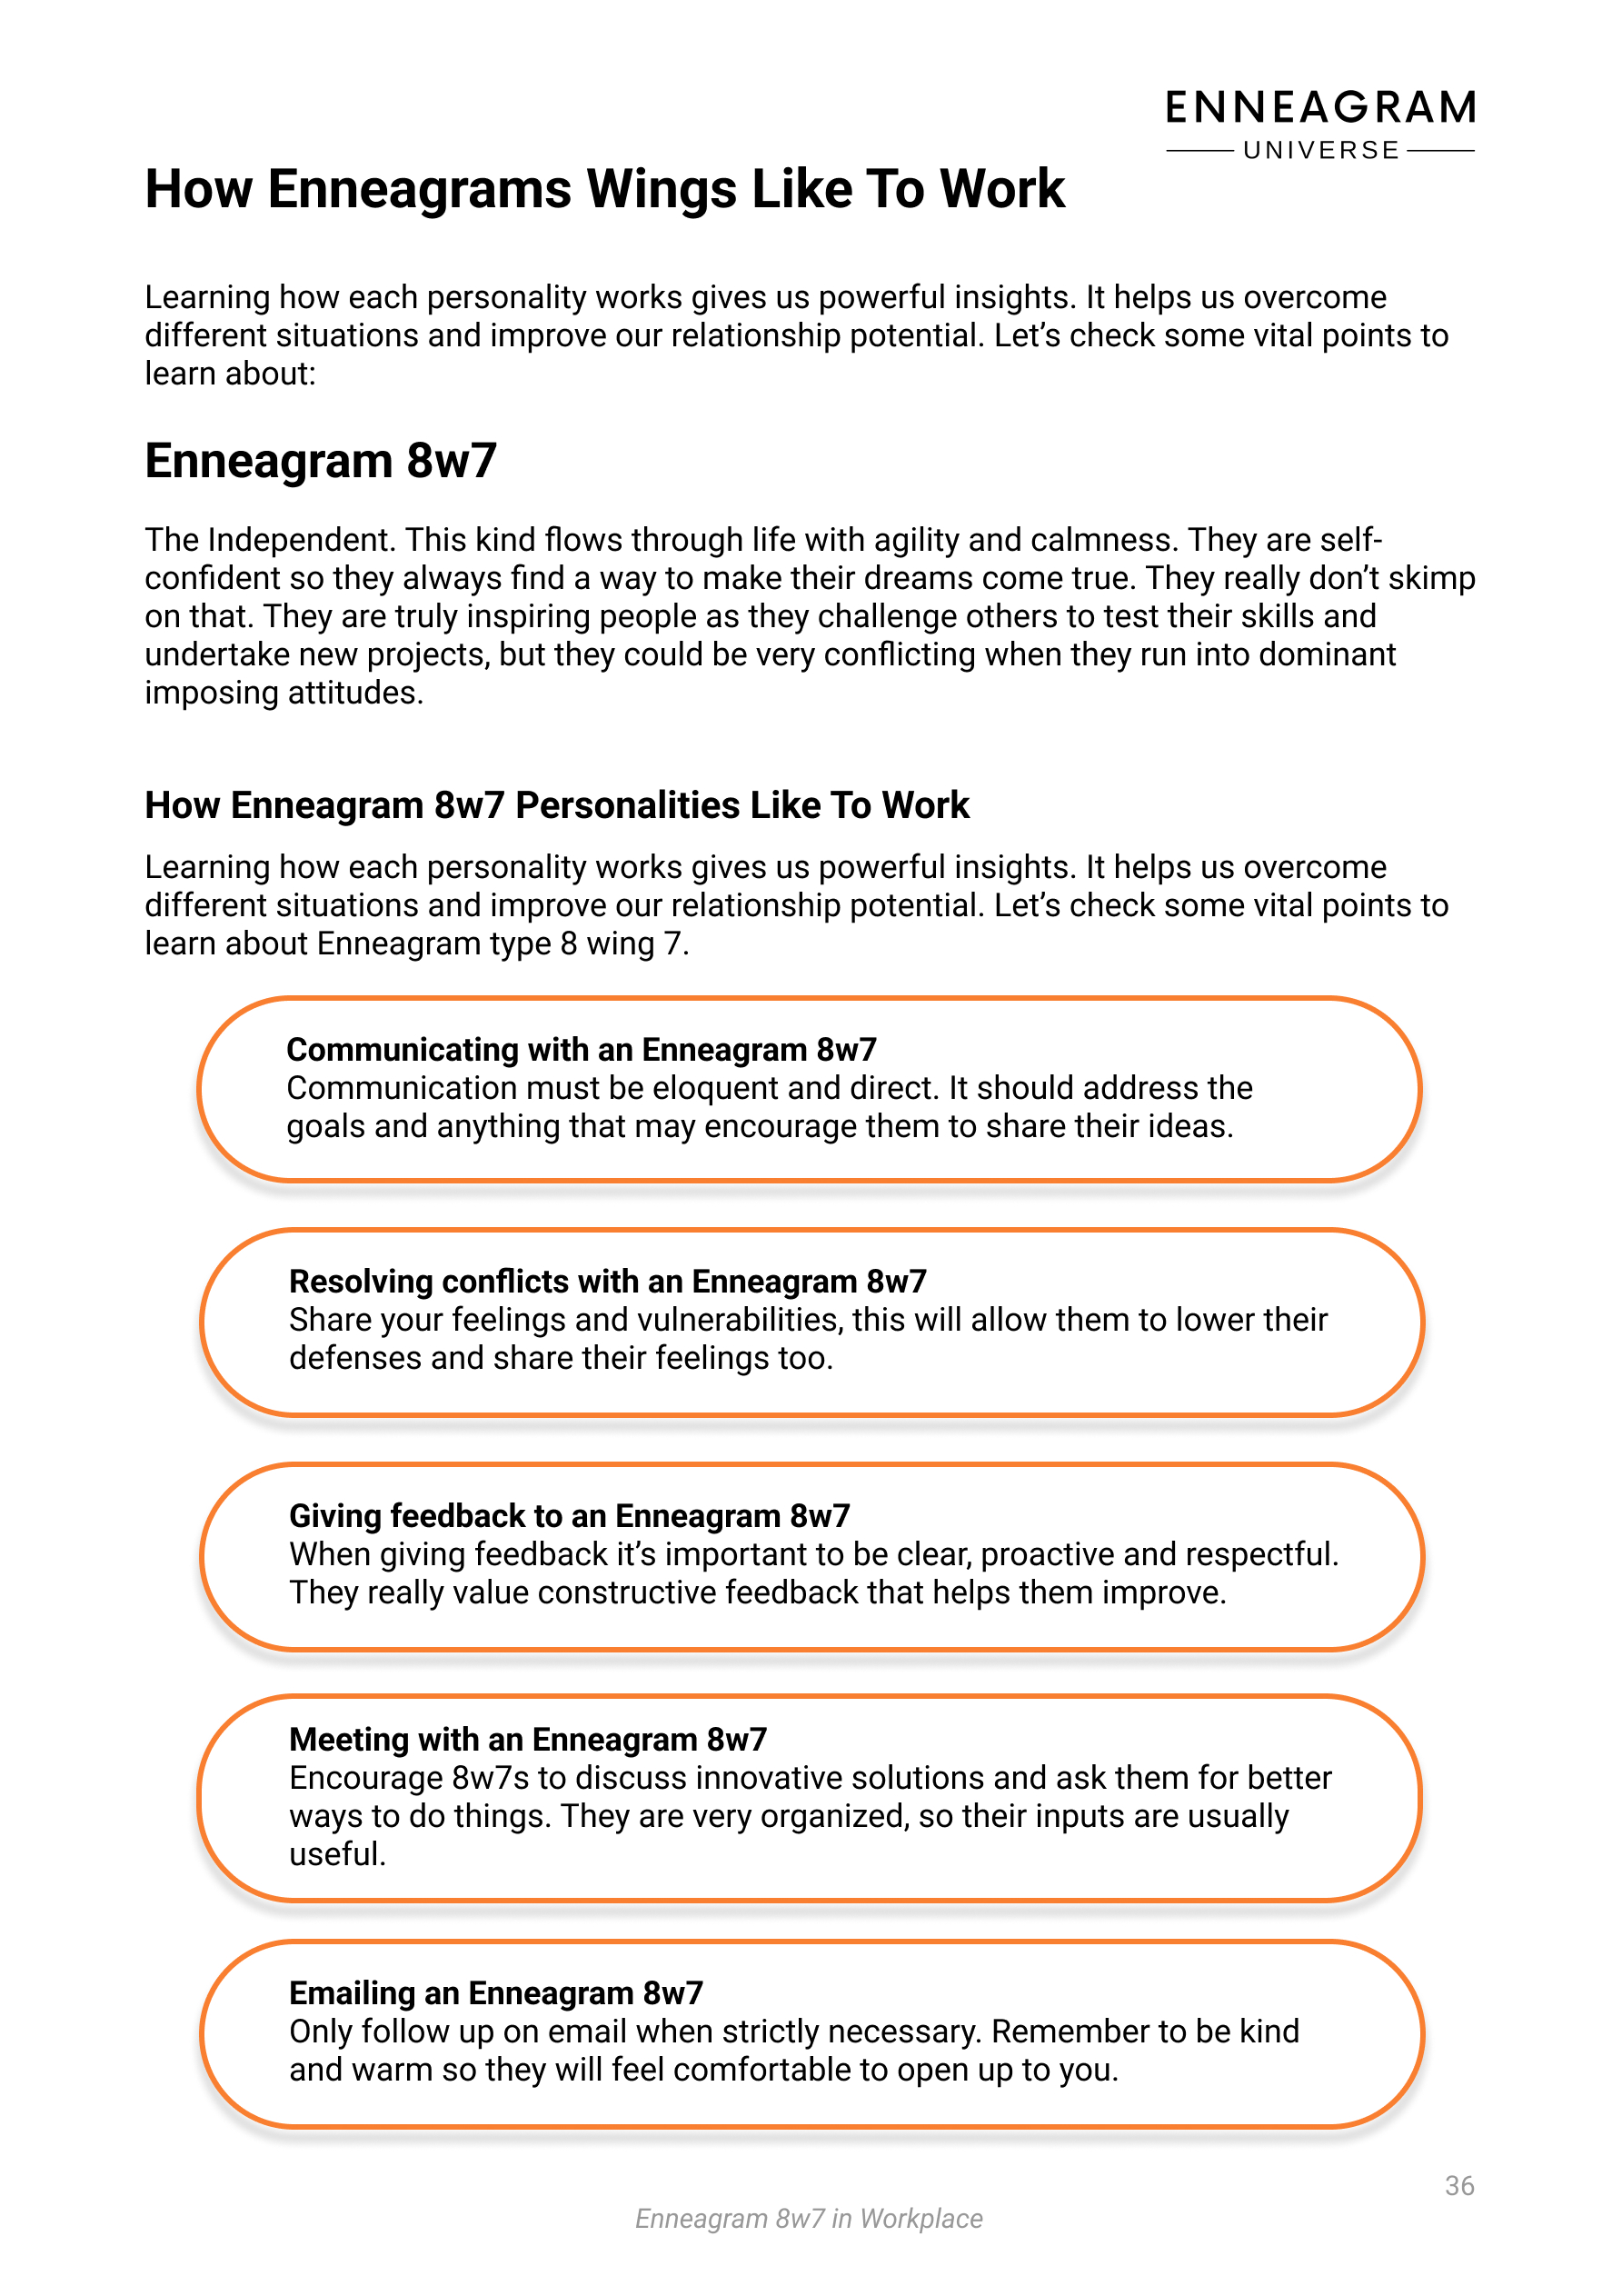 ENNEAGRAM
UNIVERSE
How Enneagrams Wings Like To Work
Learning how each personality works gives us powerful insights. It helps us overcome
different situations and improve our relationship potential. Let’s check some vital points to
learn about:
Enneagram 8w7
The Independent. This kind flows through life with agility and calmness. They are self-
confident so they always find a way to make their dreams come true. They really don’t skimp
on that. They are truly inspiring people as they challenge others to test their skills and
undertake new projects, but they could be very conflicting when they run into dominant
imposing attitudes.
How Enneagram 8w7 Personalities Like To Work
Learning how each personality works gives us powerful insights. It helps us overcome
different situations and improve our relationship potential. Let’s check some vital points to
learn about Enneagram type 8 wing 7.
Communicating with an Enneagram 8w7
Communication must be eloquent and direct. It should address the
goals and anything that may encourage them to share their ideas.
Resolving conflicts with an Enneagram 8w7
Share your feelings and vulnerabilities, this will allow them to lower their
defenses and share their feelings too.
Giving feedback to an Enneagram 8w7
When giving feedback it’s important to be clear, proactive and respectful.
They really value constructive feedback that helps them improve.
Meeting with an Enneagram 8w7
Encourage 8w7s to discuss innovative solutions and ask them for better
ways to do things. They are very organized, so their inputs are usually
useful.
Emailing an Enneagram 8w7
Only follow up on email when strictly necessary. Remember to be kind
and warm so they will feel comfortable to open up to you.
36
Enneagram 8w7 in Workplace